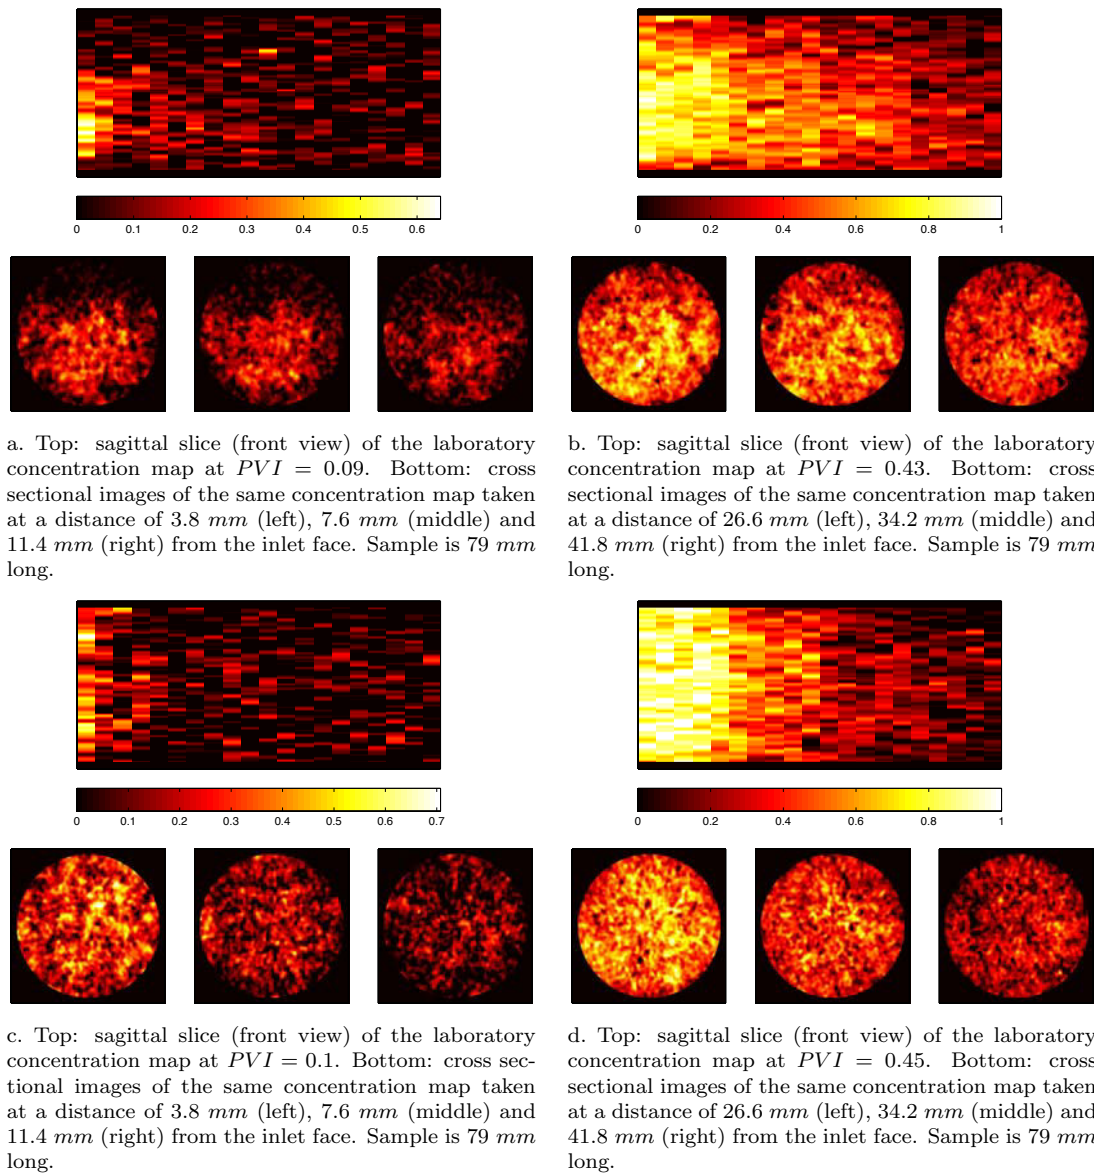 0 0.1 0.2 0.3 0.4 0.5 0.6
0 0.2 0.4 0.6 0.8 1
a. Top: sagittal slice (front view) of the laboratory
concentration map at PVI = 0.09. Bottom: cross
sectional images of the same concentration map taken
at a distance of 3.8 mm (left), 7.6 mm (middle) and
11.4 mm (right) from the inlet face. Sample is 79 mm
long.
b. Top: sagittal slice (front view) of the laboratory
concentration map at PVI = 0.43. Bottom: cross
sectional images of the same concentration map taken
at a distance of 26.6 mm (left), 34.2 mm (middle) and
41.8 mm (right) from the inlet face. Sample is 79 mm
long.
0 0.1 0.2 0.3 0.4 0.5 0.6 0.7
0 0.2 0.4 0.6 0.8 1
c. Top: sagittal slice (front view) of the laboratory
concentration map at PVI = 0.1. Bottom: cross sec-
tional images of the same concentration map taken
at a distance of 3.8 mm (left), 7.6 mm (middle) and
11.4 mm (right) from the inlet face. Sample is 79 mm
long.
d. Top: sagittal slice (front view) of the laboratory
concentration map at PVI = 0.45. Bottom: cross
sectional images of the same concentration map taken
at a distance of 26.6 mm (left), 34.2 mm (middle) and
41.8 mm (right) from the inlet face. Sample is 79 mm
long.